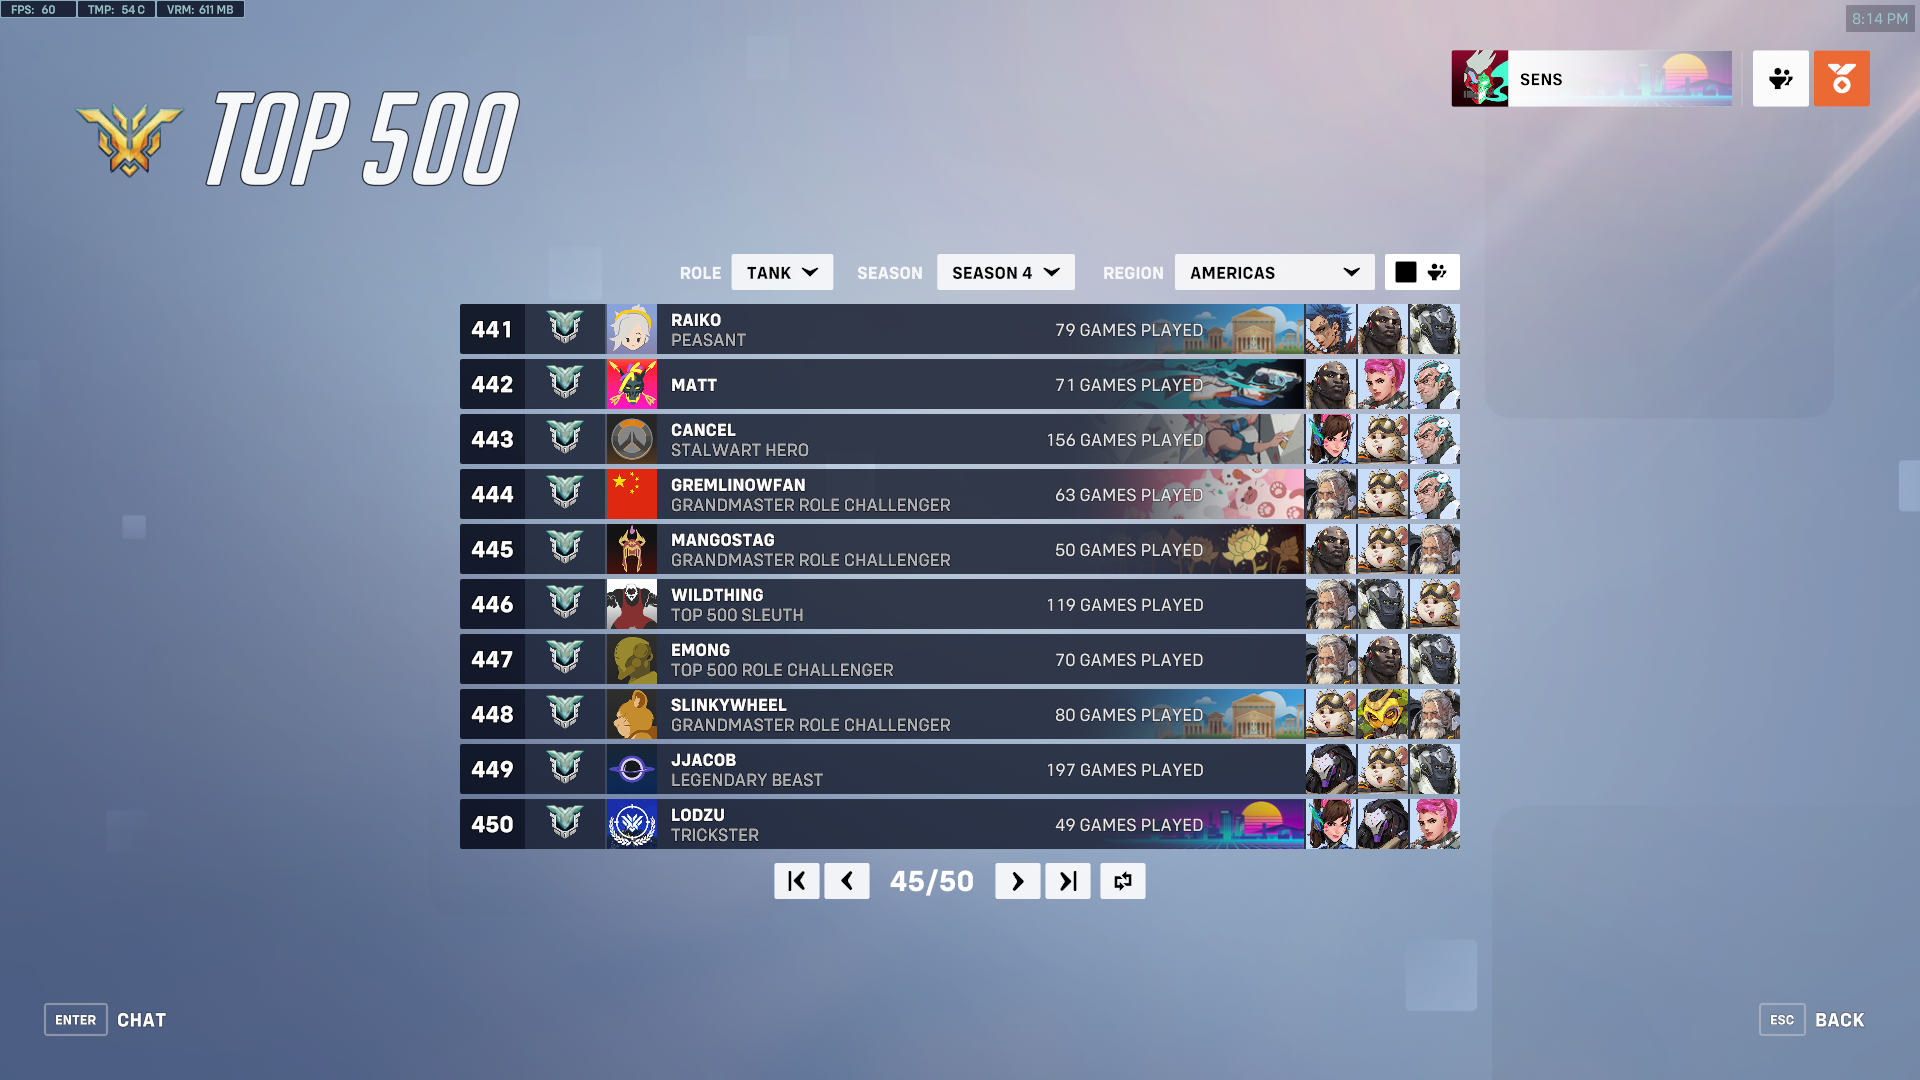 FPS: 60 TMP: 54 C VRM: 611 MB
8:14 PM
SENS
TOP 500
ROLE TANK SEASON SEASON 4 REGION AMERICAS
441 RAIKO 79 GAMES PLAYED
PEASANT
442 MATT 71 GAMES PLAYED
443 CANCEL 156 GAMES PLAYED
STALWART HERO
444 GREMLINOWFAN 63 GAMES PLAYED
GRANDMASTER ROLE CHALLENGER
445 MANGOSTAG 50 GAMES PLAYED
GRANDMASTER ROLE CHALLENGER
446 WILDTHING 119 GAMES PLAYED
TOP 500 SLEUTH
447 EMONG 70 GAMES PLAYED
TOP 500 ROLE CHALLENGER
448 SLINKYWHEEL 80 GAMES PLAYED
GRANDMASTER ROLE CHALLENGER
449 JJACOB 197 GAMES PLAYED
LEGENDARY BEAST
450 LODZU 49 GAMES PLAYED
TRICKSTER
45/50
ENTER CHAT
ESC BACK